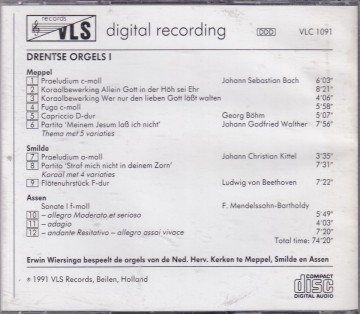 records
VLS
digital recording
DDD
VLC 1091
DRENTSE ORGELS I
Meppel
1 Praeludium c-moll Johann Sebastian Bach 6'03"
2 Koraalbewerking Allein Gott in der Höh sei Ehr 8'21"
3 Koraalbewerking Wer nur den lieben Gott läßt walten 4'06"
4 Fuga c-moll 5'58"
5 Capriccio D-dur Georg Böhm 5'07"
6 Partita 'Meinem Jesum laß ich nicht' Johann Godfried Walther 7'56"
Thema met 5 variaties
Smilde
7 Praeludium a-moll Johann Christian Kittel 3'35"
8 Partita 'Straf mich nicht in deinem Zorn' 7'31"
Koraal met 4 variaties
9 Flötenuhrstück F-dur Ludwig von Beethoven 7'22"
Assen
Sonate I f-moll F. Mendelssohn-Bartholdy
10 – allegro Moderato et serioso 5'49"
11 – adagio 4'03"
12 – andante Resitativo – allegro assai vivace 7'20"
Total time: 74'20"
Erwin Wiersinga bespeelt de orgels van de Ned. Herv. Kerken te Meppel, Smilde en Assen
℗ 1991 VLS Records, Beilen, Holland
COMPACT
disc
DIGITAL AUDIO